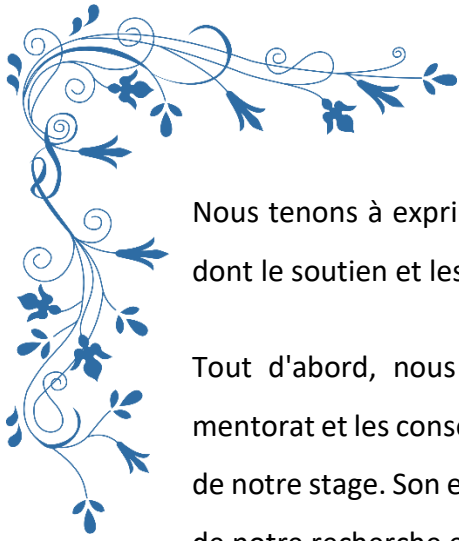 Nous tenons à expri
dont le soutien et les
Tout d'abord, nous
mentorat et les conse
de notre stage. Son e